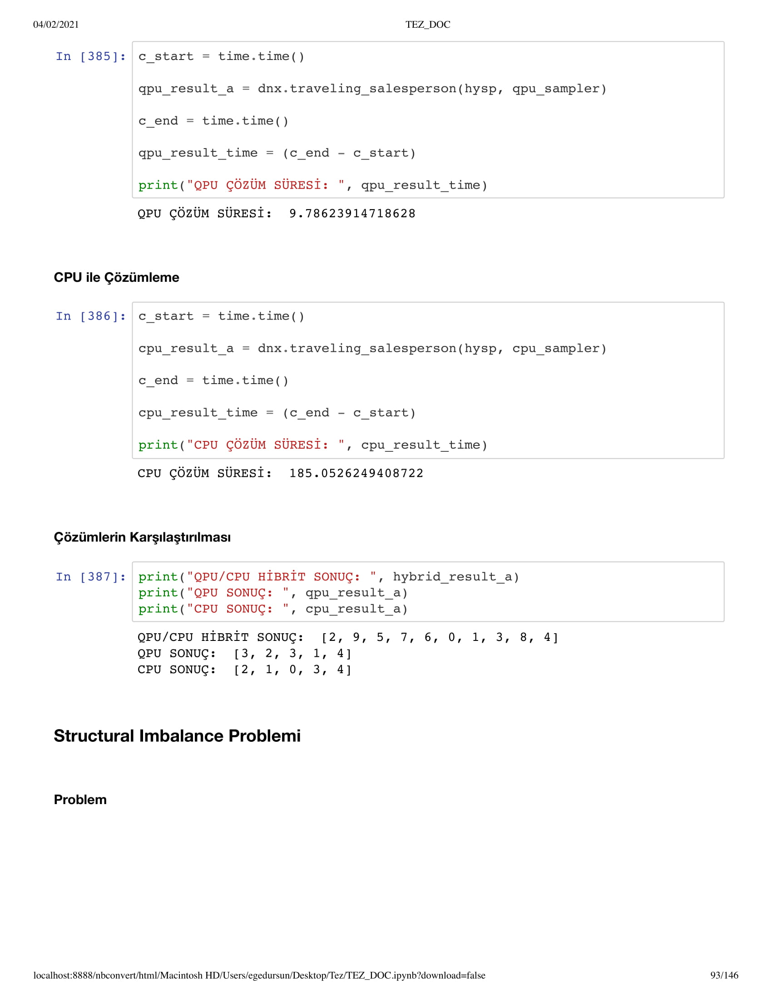 04/02/2021 TEZ_DOC
In [385]: c_start = time.time()
qpu_result_a = dnx.traveling_salesperson(hysp, qpu_sampler)
c_end = time.time()
qpu_result_time = (c_end - c_start)
print("QPU ÇÖZÜM SÜRESİ: ", qpu_result_time)
QPU ÇÖZÜM SÜRESİ:  9.78623914718628
CPU ile Çözümleme
In [386]: c_start = time.time()
cpu_result_a = dnx.traveling_salesperson(hysp, cpu_sampler)
c_end = time.time()
cpu_result_time = (c_end - c_start)
print("CPU ÇÖZÜM SÜRESİ: ", cpu_result_time)
CPU ÇÖZÜM SÜRESİ:  185.0526249408722
Çözümlerin Karşılaştırılması
In [387]: print("QPU/CPU HİBRİT SONUÇ: ", hybrid_result_a)
print("QPU SONUÇ: ", qpu_result_a)
print("CPU SONUÇ: ", cpu_result_a)
QPU/CPU HİBRİT SONUÇ:  [2, 9, 5, 7, 6, 0, 1, 3, 8, 4]
QPU SONUÇ:  [3, 2, 3, 1, 4]
CPU SONUÇ:  [2, 1, 0, 3, 4]
Structural Imbalance Problemi
Problem
localhost:8888/nbconvert/html/Macintosh HD/Users/egedursun/Desktop/Tez/TEZ_DOC.ipynb?download=false 93/146